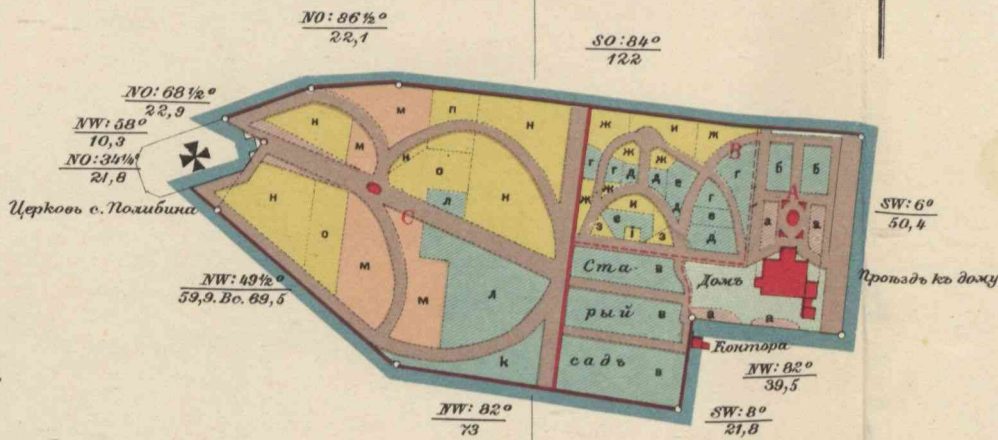 NO: 86½°
22,1
SO: 84°
122
NO: 68½°
22,9
NW: 58°
10,3
NO: 34¼°
21,8
Церковь с. Полибина
NW: 49½°
59,9. Вс. 69,5
NW: 82°
73
SW: 8°
21,8
NW: 82°
39,5
SW: 6°
50,4
Проѣздъ къ дому
Контора
Домъ
Ста-
рый
садъ
н
м
м
п
н
н
о
л
н
н
о
м
С
м
л
к
ж
и
ж
В
г
г
д
ж
ж
д
е
г
г
ж
е
и
д
е
з
і
з
д
б
б
А
а
а
в
в
в
а
а